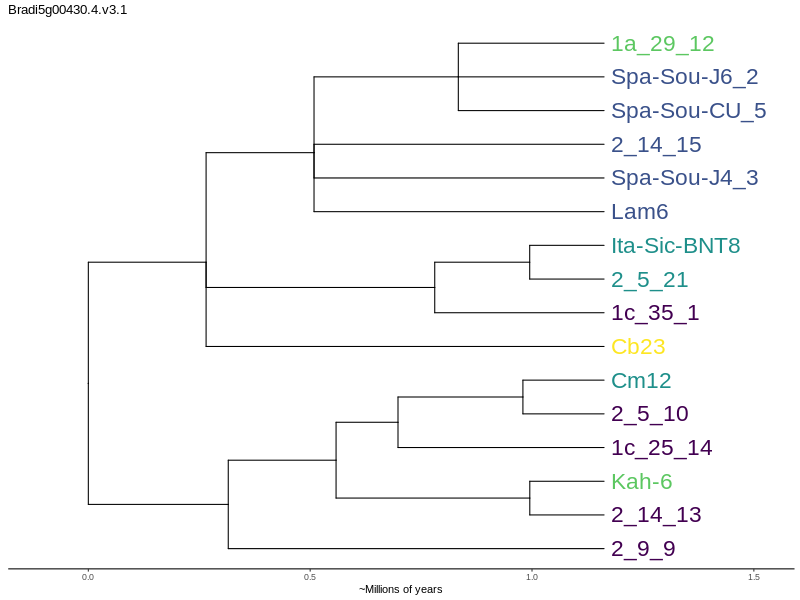 Bradi5g00430.4.v3.1
1a_29_12
Spa-Sou-J6_2
Spa-Sou-CU_5
2_14_15
Spa-Sou-J4_3
Lam6
Ita-Sic-BNT8
2_5_21
1c_35_1
Cb23
Cm12
2_5_10
1c_25_14
Kah-6
2_14_13
2_9_9
0.0 0.5 1.0 1.5
~Millions of years